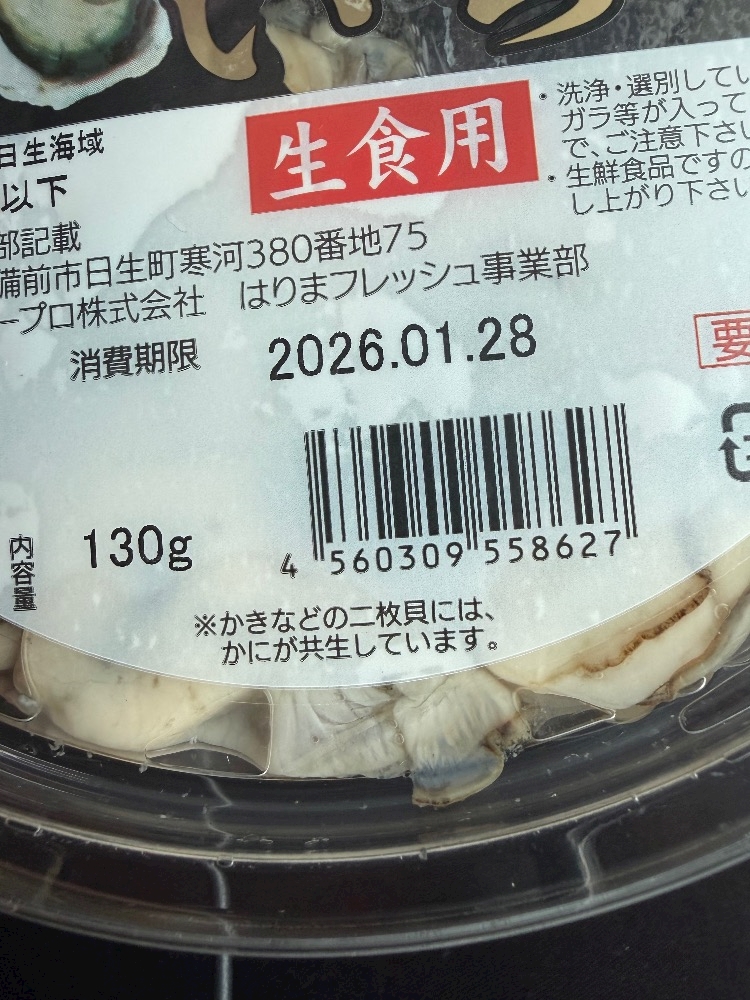 日生海域
以下
生食用
・洗浄・選別してい
ガラ等が入って
で、ご注意下さい
・生鮮食品ですの
し上がり下さい
部記載
備前市日生町寒河380番地75
ープロ株式会社 はりまフレッシュ事業部
消費期限 2026.01.28
要
内容量 130g
4 560309 558627
※かきなどの二枚貝には、
かにが共生しています。